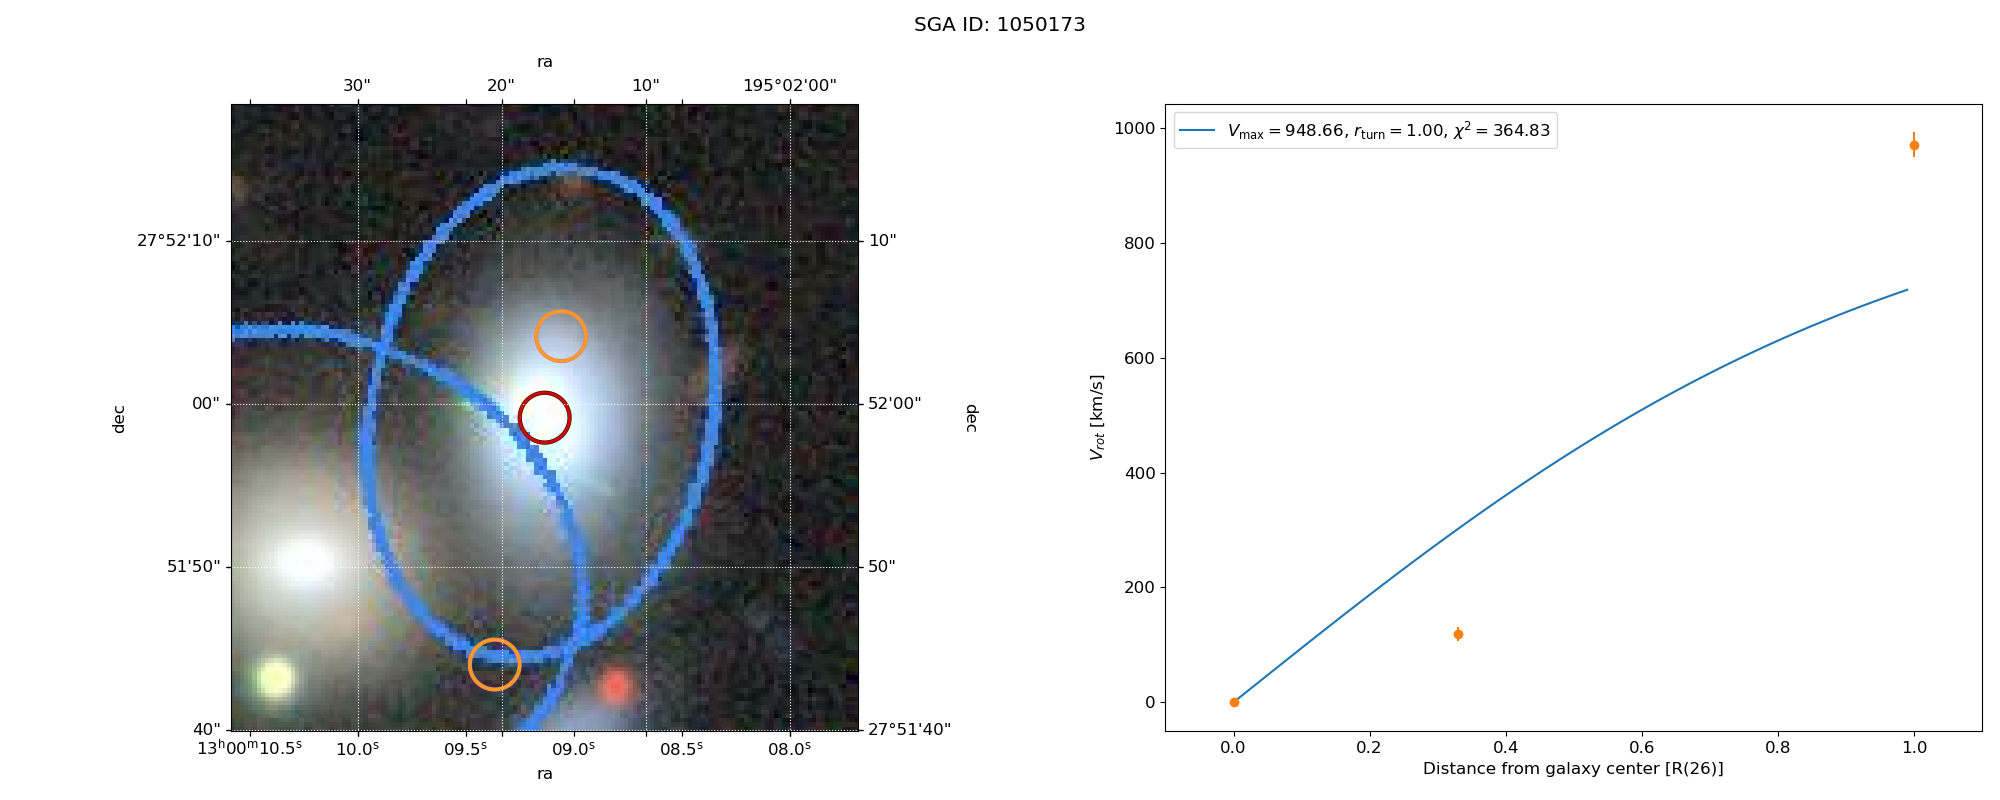 SGA ID: 1050173
ra
30" 20" 10" 195°02'00"
27°52'10" 10"
00" 52'00"
dec dec
51'50" 50"
40" 27°51'40"
13ʰ00ᵐ10.5ˢ 10.0ˢ 09.5ˢ 09.0ˢ 08.5ˢ 08.0ˢ
ra
V_max = 948.66, r_turn = 1.00, χ² = 364.83
1000
800
600
400
200
0
V_rot [km/s]
0.0 0.2 0.4 0.6 0.8 1.0
Distance from galaxy center [R(26)]